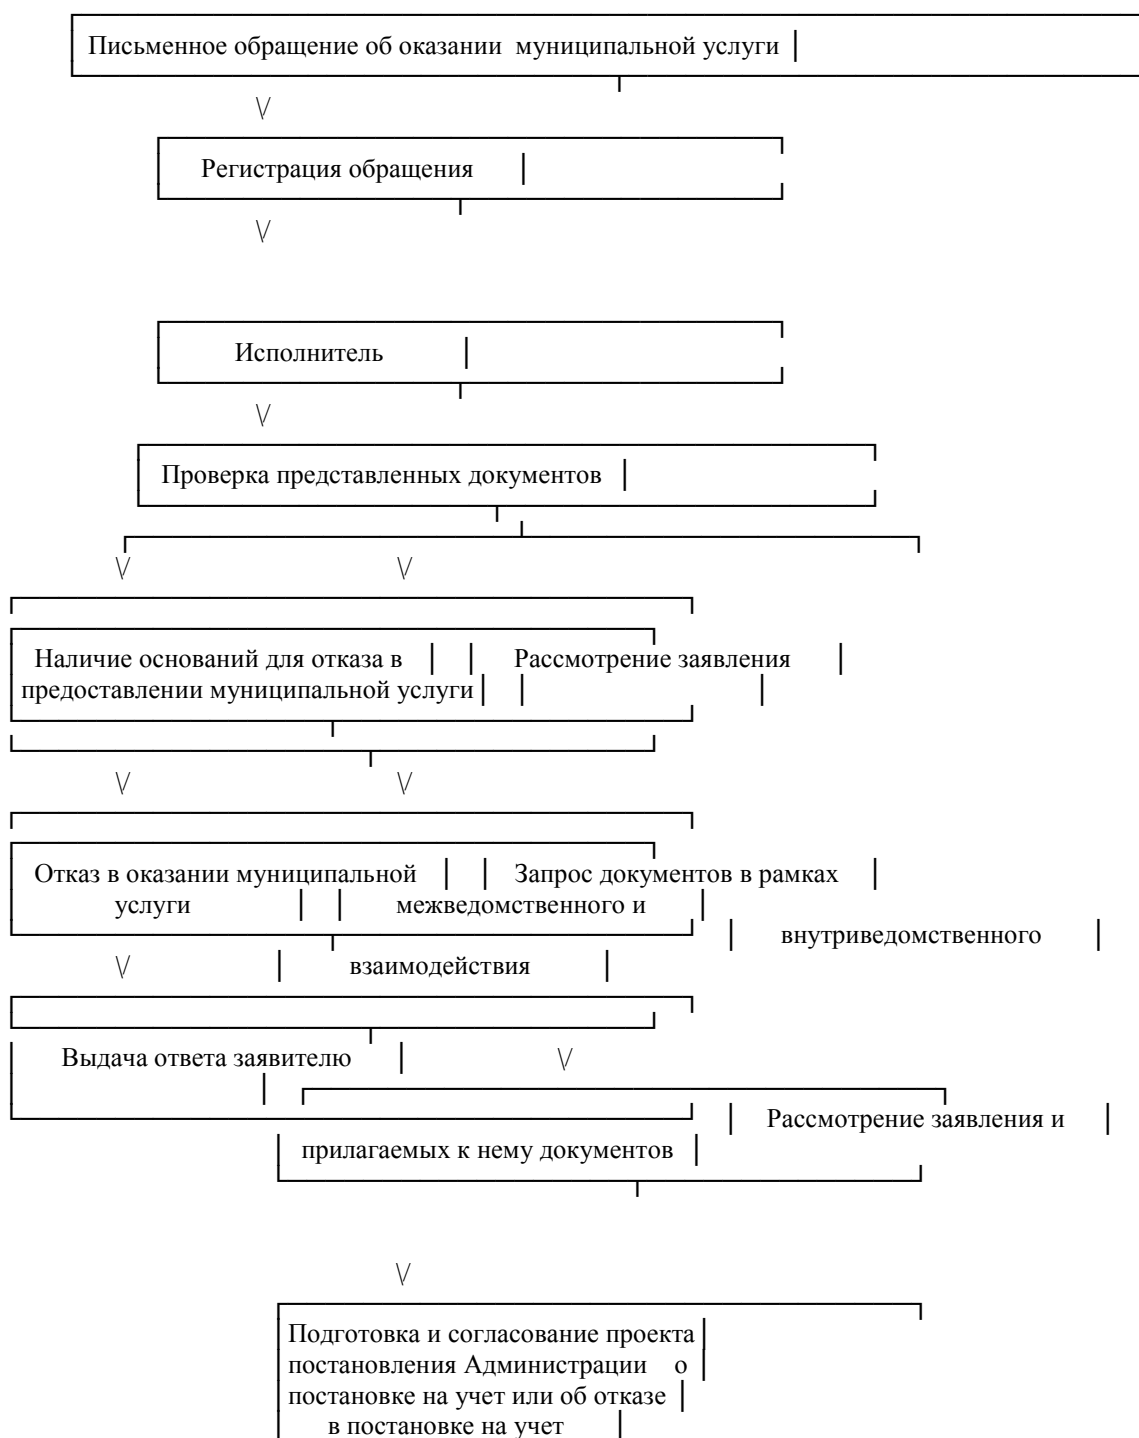 Письменное обращение об оказании муниципальной услуги
\/
Регистрация обращения
\/
Исполнитель
\/
Проверка представленных документов
\/ \/
Наличие оснований для отказа в Рассмотрение заявления
предоставлении муниципальной услуги
\/ \/
Отказ в оказании муниципальной Запрос документов в рамках
услуги межведомственного и
внутриведомственного
\/ взаимодействия
Выдача ответа заявителю \/
Рассмотрение заявления и
прилагаемых к нему документов
\/
Подготовка и согласование проекта
постановления Администрации о
постановке на учет или об отказе
в постановке на учет